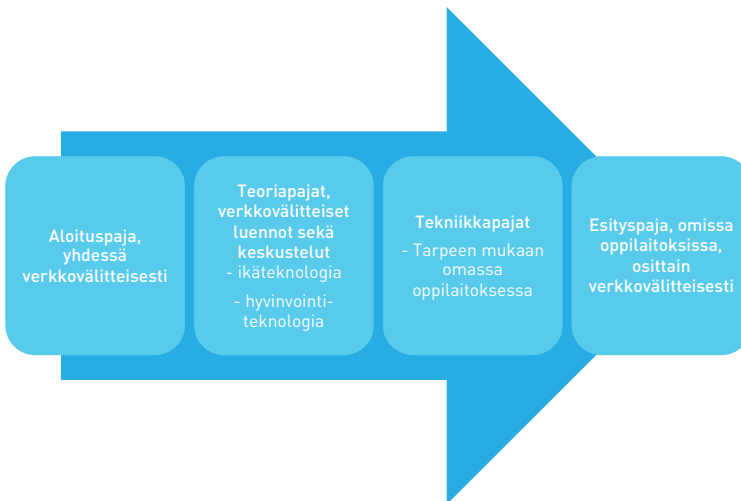 Aloituspaja,
yhdessä
verkkovälitteisesti
Teoriapajat,
verkkovälitteiset
luennot sekä
keskustelut
- ikäteknologia
- hyvinvointi-
teknologia
Tekniikkapajat
- Tarpeen mukaan
omassa
oppilaitoksessa
Esityspaja, omissa
oppilaitoksissa,
osittain
verkkovälitteisesti